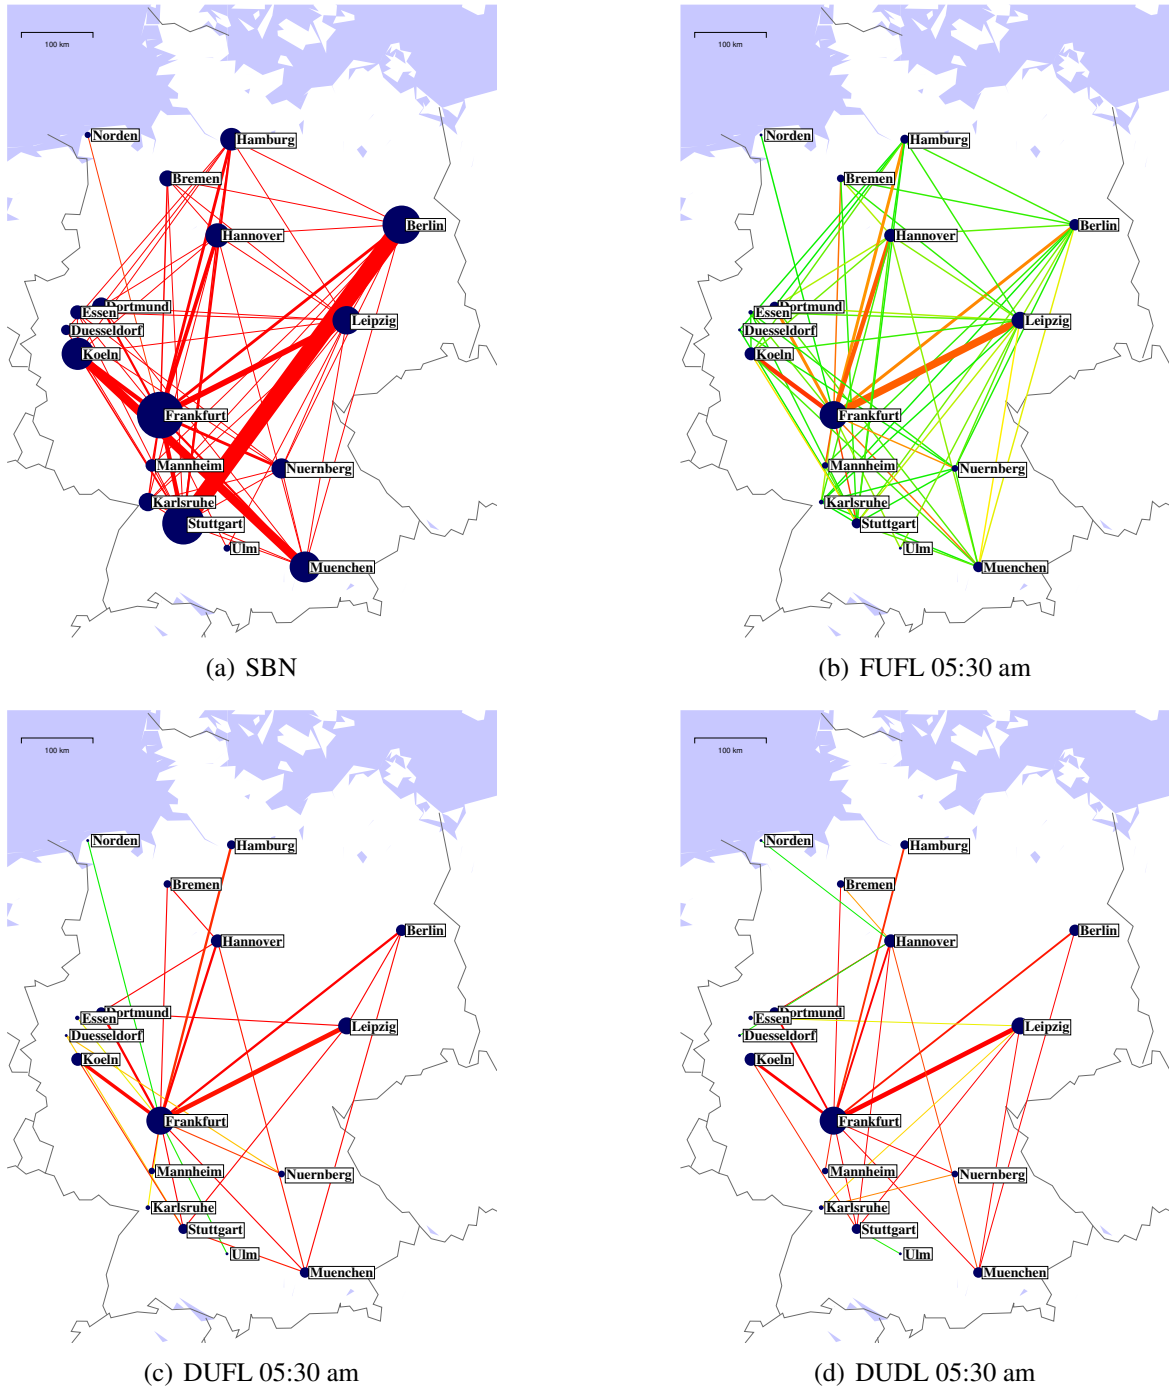 100 km
Norden
Hamburg
Bremen
Berlin
Hannover
Dortmund
Essen
Leipzig
Duesseldorf
Koeln
Frankfurt
Mannheim
Nuernberg
Karlsruhe
Stuttgart
Ulm
Muenchen
(a) SBN
100 km
Norden
Hamburg
Bremen
Berlin
Hannover
Dortmund
Essen
Leipzig
Duesseldorf
Koeln
Frankfurt
Mannheim
Nuernberg
Karlsruhe
Stuttgart
Ulm
Muenchen
(b) FUFL 05:30 am
100 km
Norden
Hamburg
Bremen
Berlin
Hannover
Dortmund
Essen
Leipzig
Duesseldorf
Koeln
Frankfurt
Mannheim
Nuernberg
Karlsruhe
Stuttgart
Ulm
Muenchen
(c) DUFL 05:30 am
100 km
Norden
Hamburg
Bremen
Berlin
Hannover
Dortmund
Essen
Leipzig
Duesseldorf
Koeln
Frankfurt
Mannheim
Nuernberg
Karlsruhe
Stuttgart
Ulm
Muenchen
(d) DUDL 05:30 am